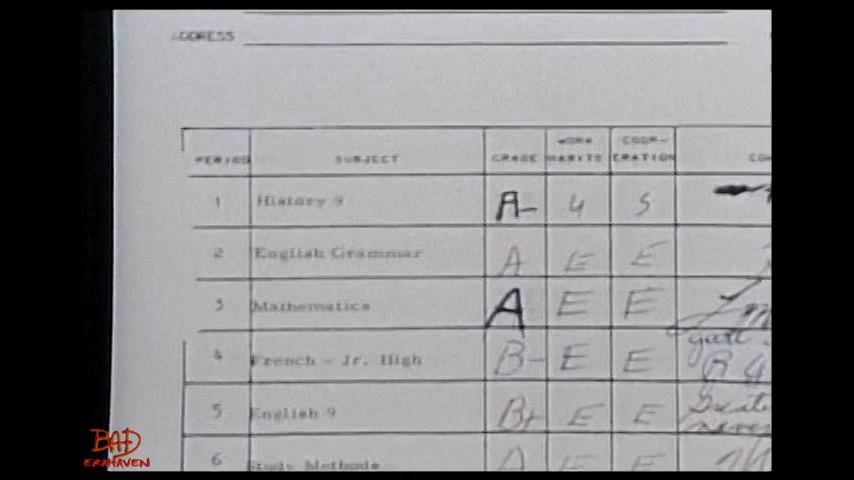 ADDRESS
PERIOD SUBJECT GRADE WORK HABITS COOP-ERATION
1 History 9 A- 4 S
2 English Grammar A E E
3 Mathematics A E E
4 French - Jr. High B- E E
5 English 9 B+ E E
6 Study Methods A E E
BAD
ERAHAVEN